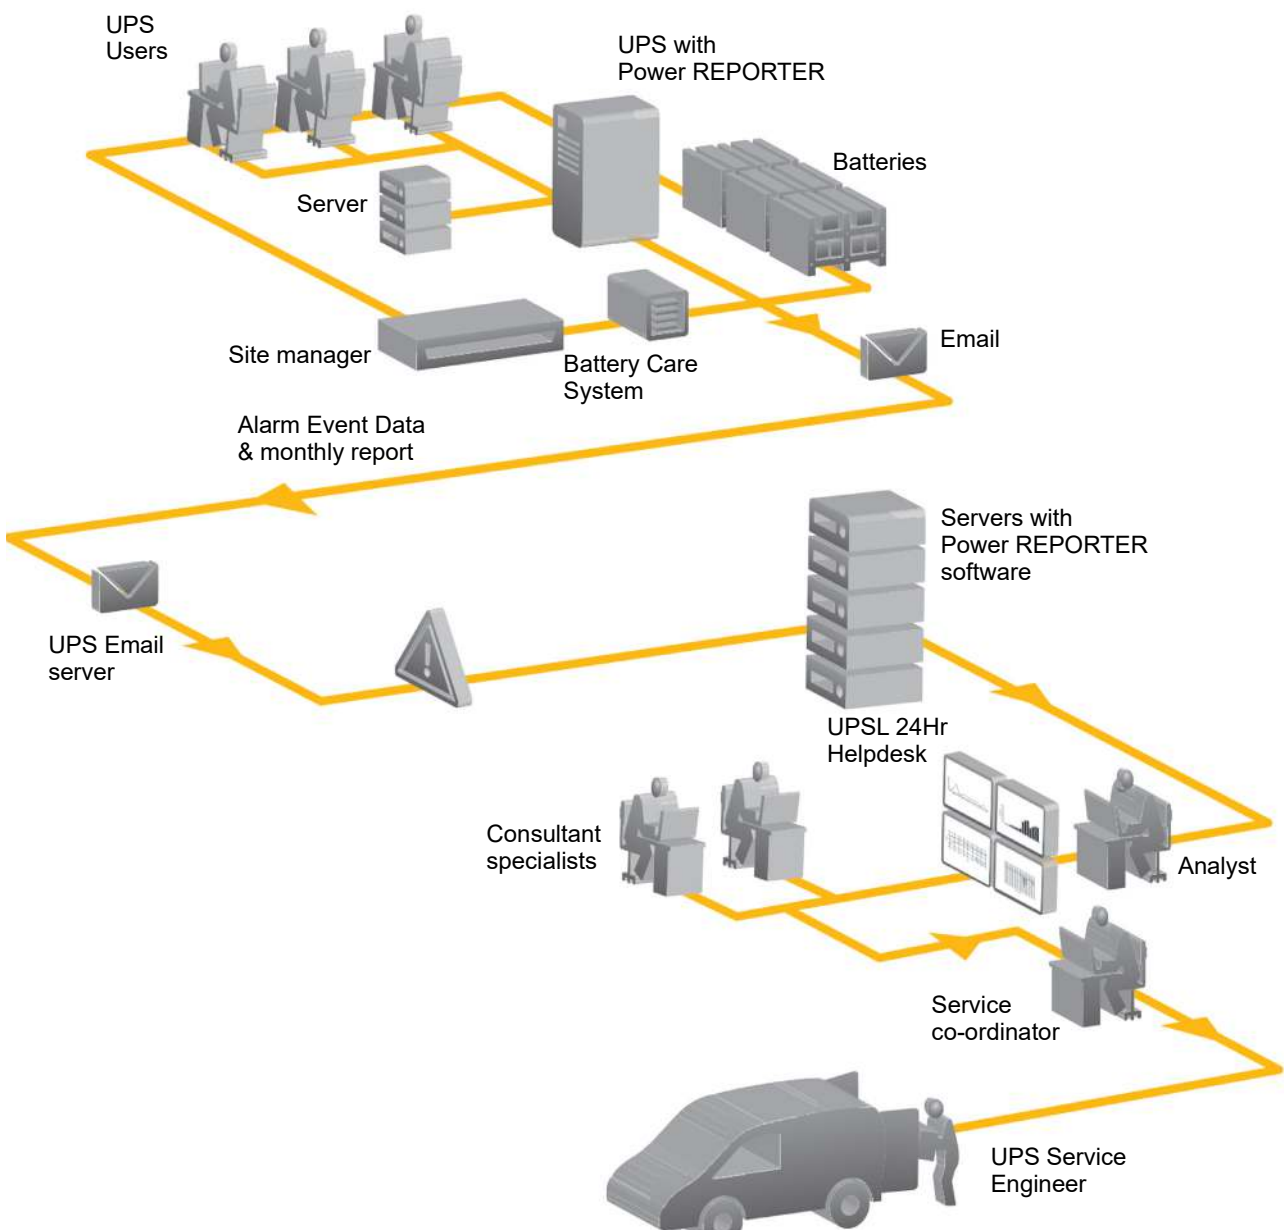 UPS
Users
UPS with
Power REPORTER
Batteries
Server
Site manager
Battery Care
System
Email
Alarm Event Data
& monthly report
Servers with
Power REPORTER
software
UPS Email
server
!
UPSL 24Hr
Helpdesk
Consultant
specialists
Analyst
Service
co-ordinator
UPS Service
Engineer